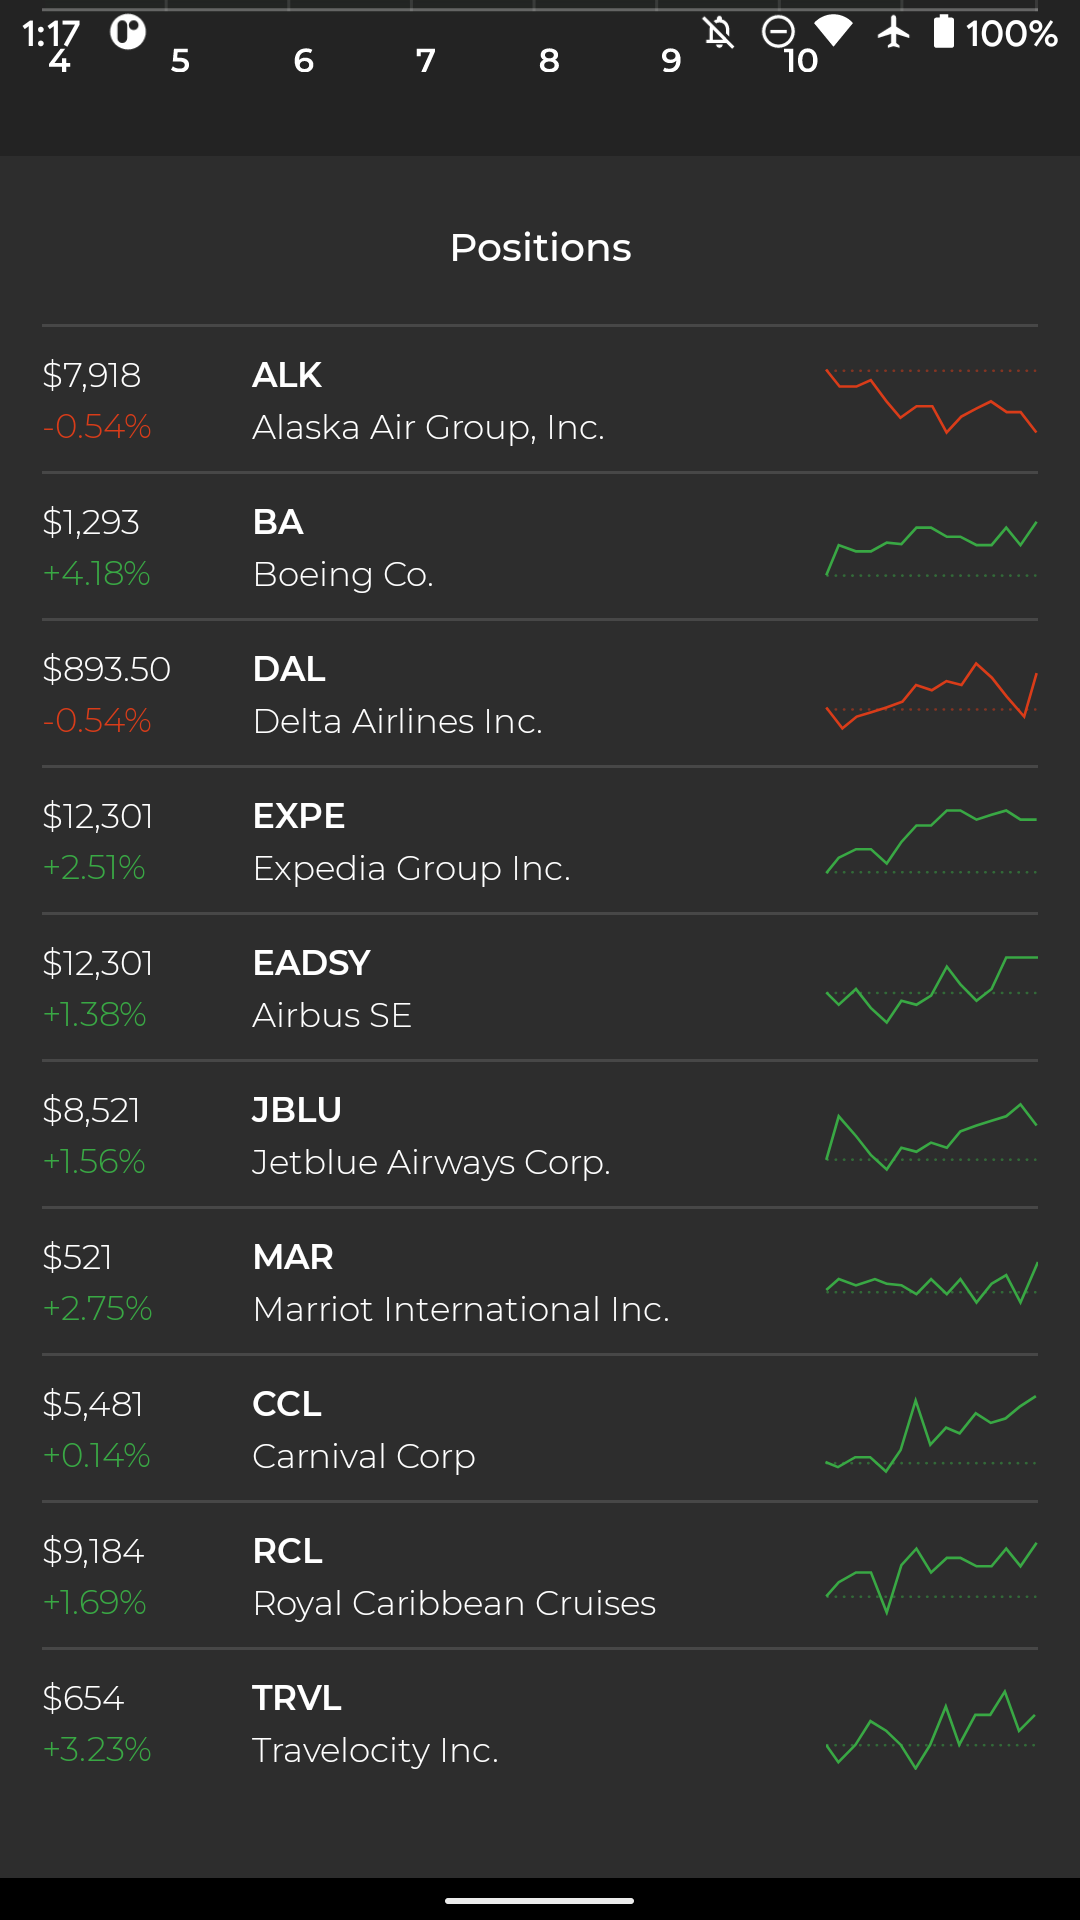 1:17 100%
4 5 6 7 8 9 10
Positions
$7,918 ALK
-0.54% Alaska Air Group, Inc.
$1,293 BA
+4.18% Boeing Co.
$893.50 DAL
-0.54% Delta Airlines Inc.
$12,301 EXPE
+2.51% Expedia Group Inc.
$12,301 EADSY
+1.38% Airbus SE
$8,521 JBLU
+1.56% Jetblue Airways Corp.
$521 MAR
+2.75% Marriot International Inc.
$5,481 CCL
+0.14% Carnival Corp
$9,184 RCL
+1.69% Royal Caribbean Cruises
$654 TRVL
+3.23% Travelocity Inc.